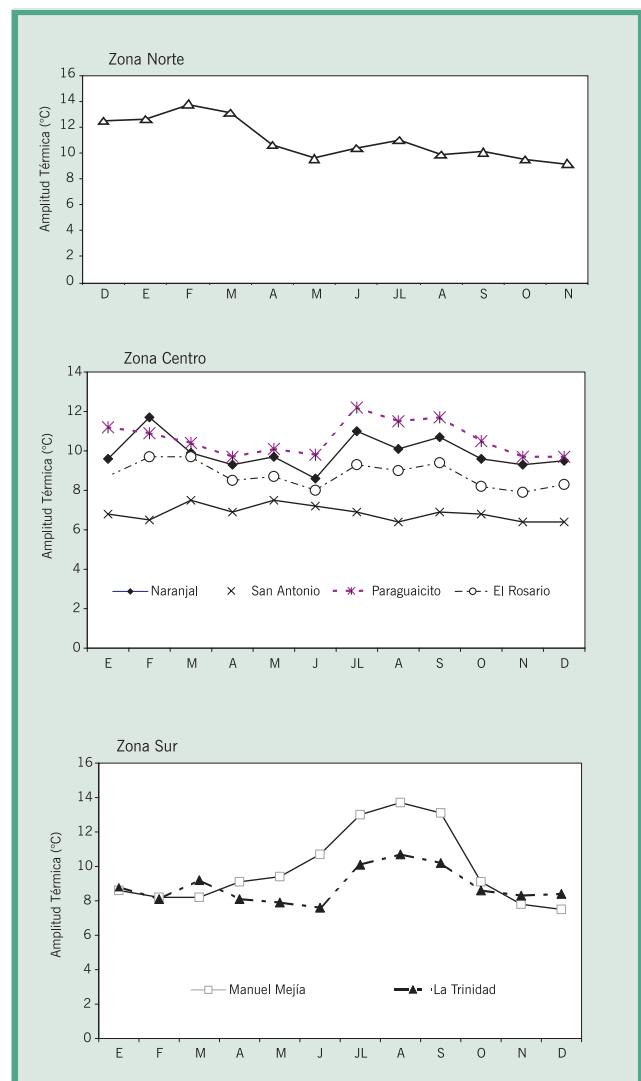 Zona Norte
Amplitud Térmica (°C)
16
14
12
10
8
6
4
2
0
D E F M A M J JL A S O N
Zona Centro
Amplitud Térmica (°C)
14
12
10
8
6
4
2
0
Naranjal San Antonio Paraguaicito El Rosario
E F M A M J JL A S O N D
Zona Sur
Amplitud Térmica (°C)
16
14
12
10
8
6
4
2
0
Manuel Mejía La Trinidad
E F M A M J JL A S O N D